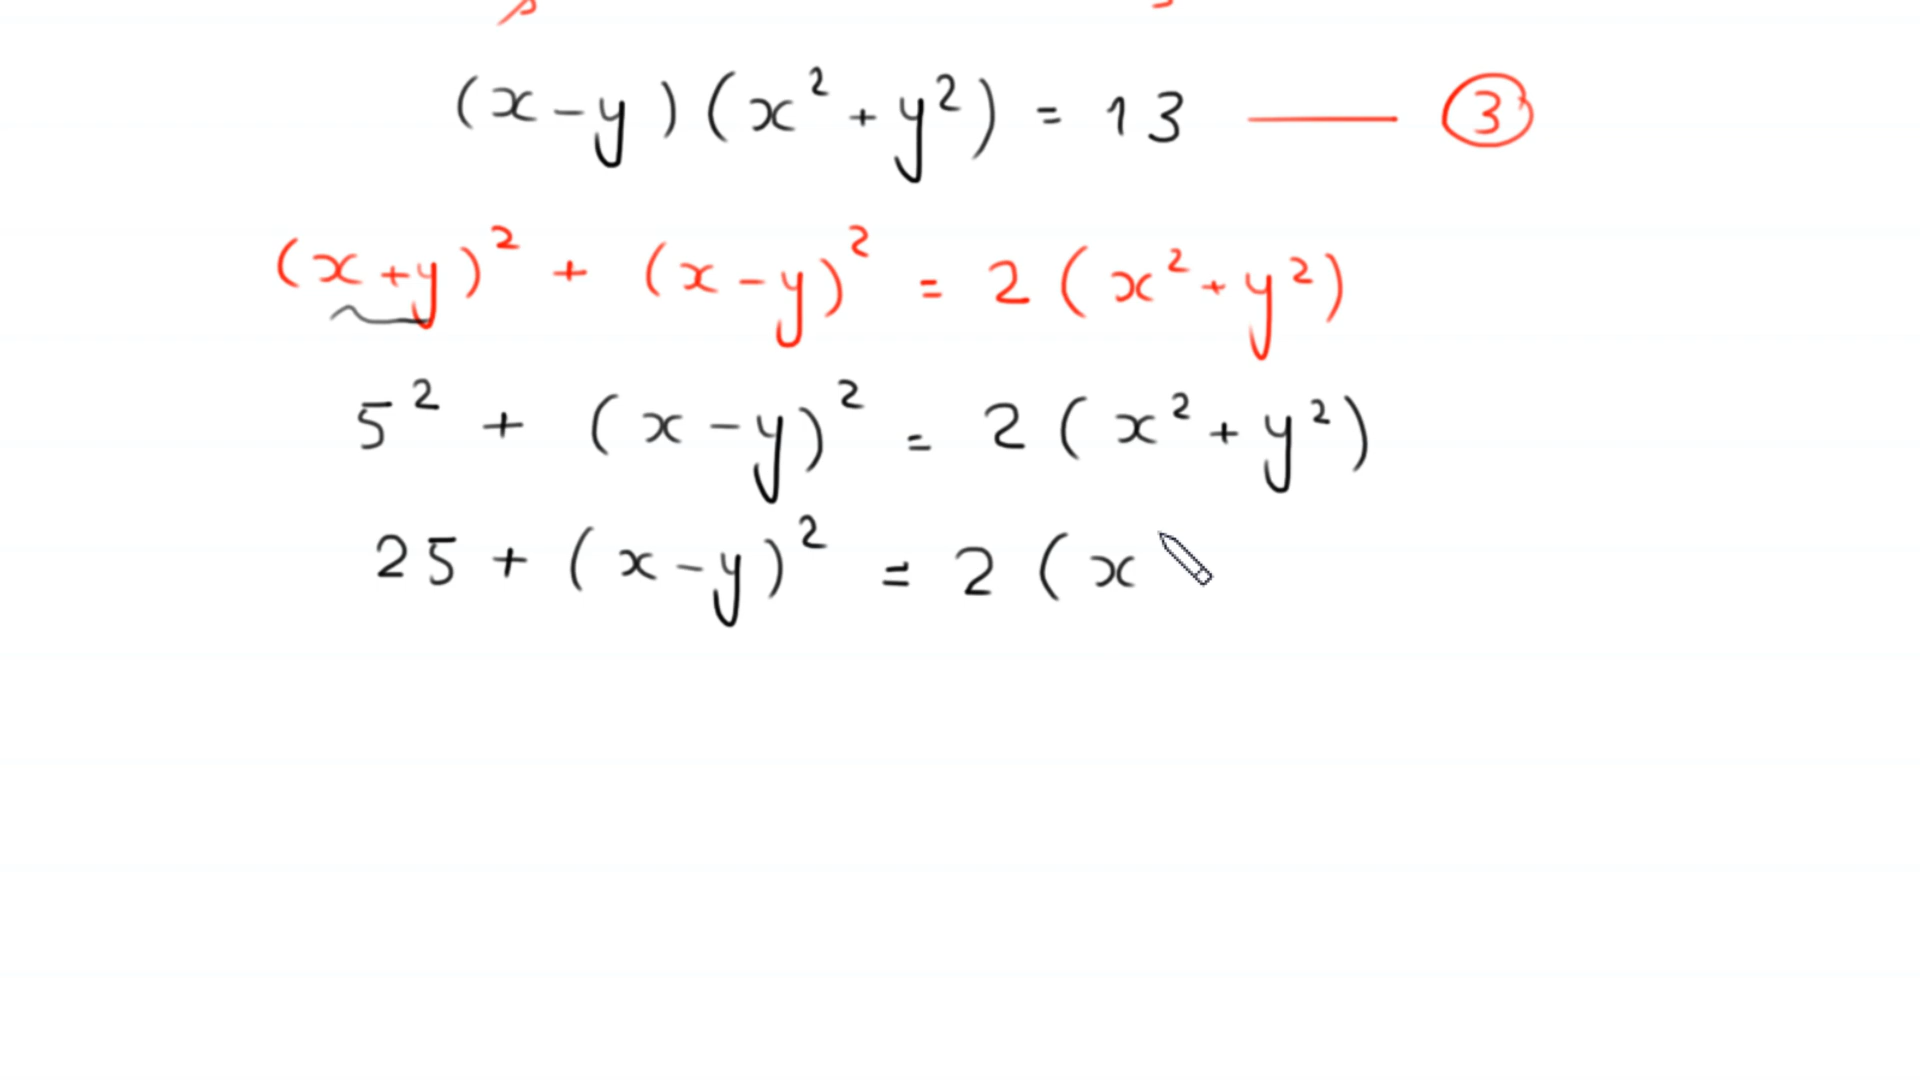 (x-y)(x²+y²) = 13 —— ③
(x+y)² + (x-y)² = 2(x²+y²)
5² + (x-y)² = 2(x²+y²)
25 + (x-y)² = 2(x